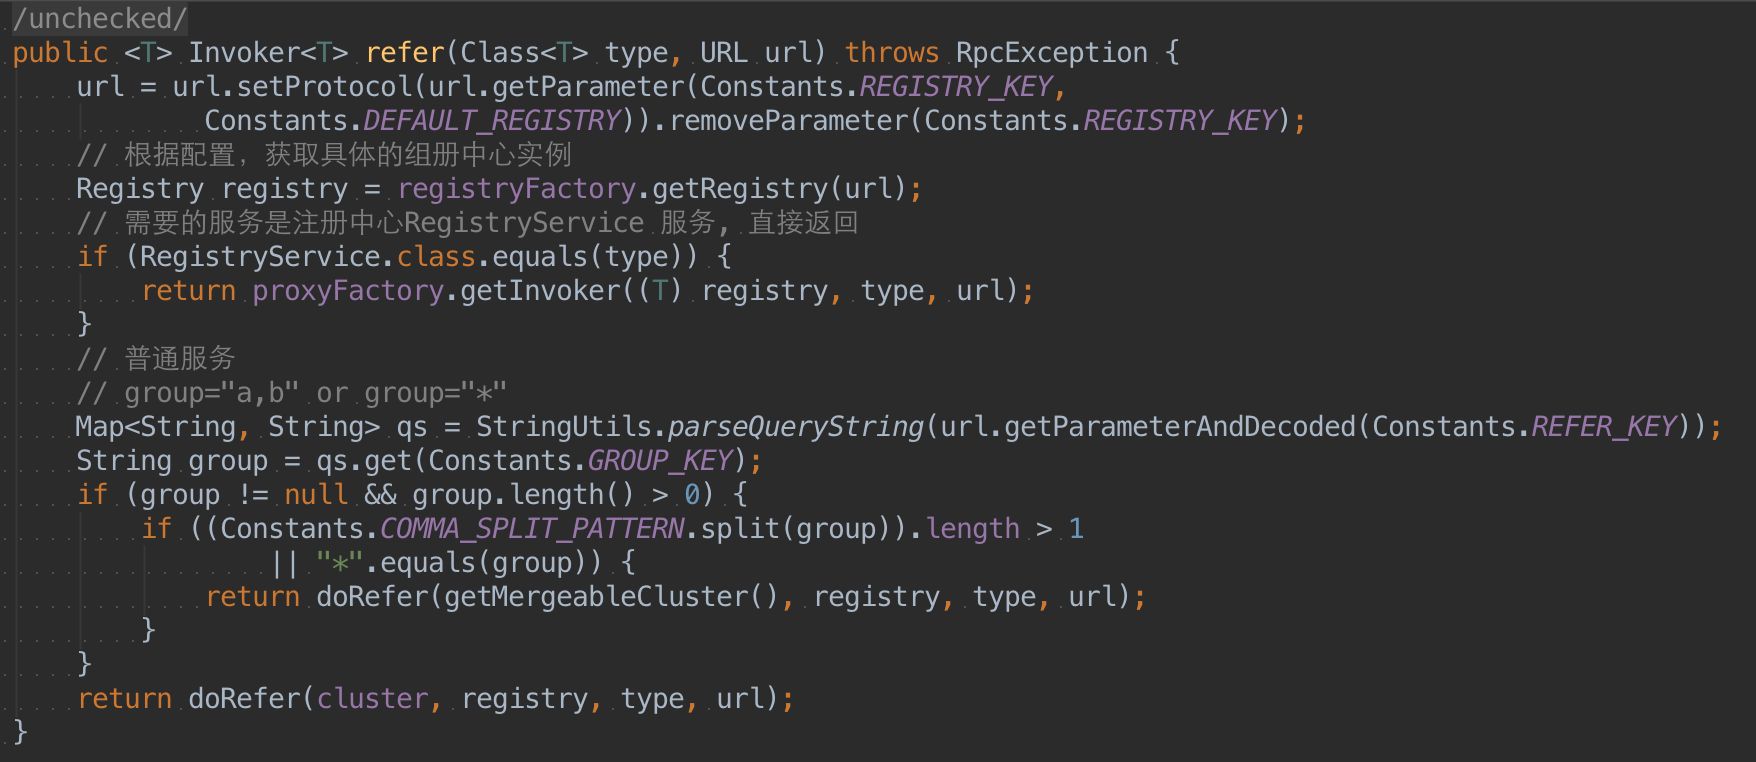 /unchecked/
public <T> Invoker<T> refer(Class<T> type, URL url) throws RpcException {
    url = url.setProtocol(url.getParameter(Constants.REGISTRY_KEY,
            Constants.DEFAULT_REGISTRY)).removeParameter(Constants.REGISTRY_KEY);
    // 根据配置，获取具体的组册中心实例
    Registry registry = registryFactory.getRegistry(url);
    // 需要的服务是注册中心RegistryService 服务, 直接返回
    if (RegistryService.class.equals(type)) {
        return proxyFactory.getInvoker((T) registry, type, url);
    }
    // 普通服务
    // group="a,b" or group="*"
    Map<String, String> qs = StringUtils.parseQueryString(url.getParameterAndDecoded(Constants.REFER_KEY));
    String group = qs.get(Constants.GROUP_KEY);
    if (group != null && group.length() > 0) {
        if ((Constants.COMMA_SPLIT_PATTERN.split(group)).length > 1
                || "*".equals(group)) {
            return doRefer(getMergeableCluster(), registry, type, url);
        }
    }
    return doRefer(cluster, registry, type, url);
}